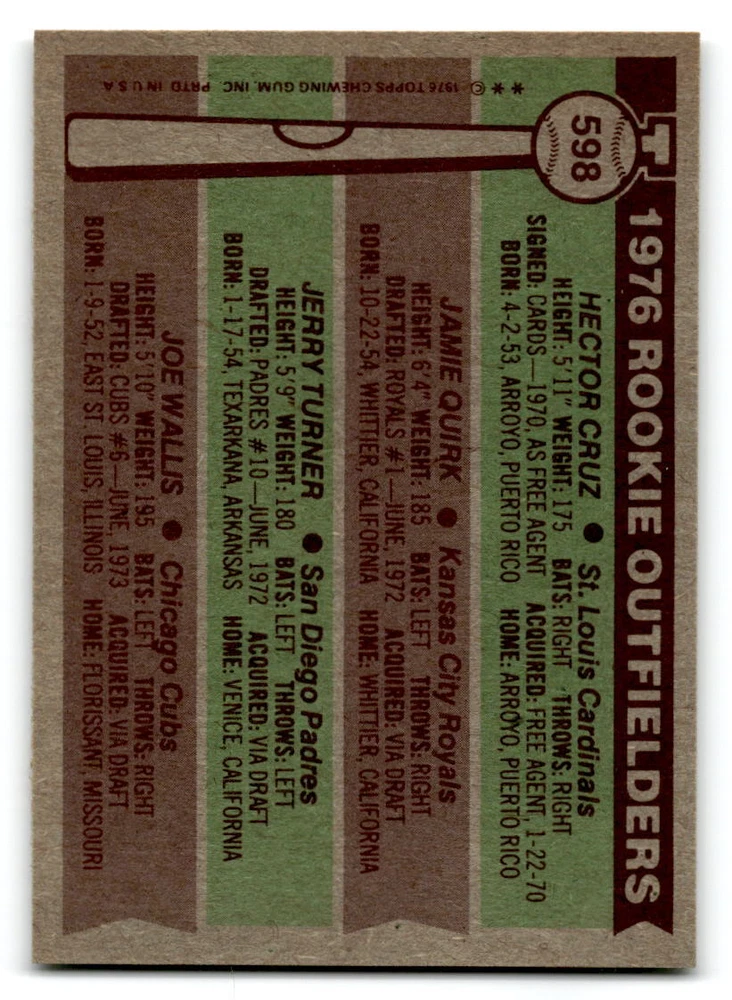 598
1976 ROOKIE OUTFIELDERS
HECTOR CRUZ ● St. Louis Cardinals
HEIGHT: 5'11" WEIGHT: 175 BATS: RIGHT THROWS: RIGHT
SIGNED: CARDS—1970, AS FREE AGENT ACQUIRED: FREE AGENT, 1-22-70
BORN: 4-2-53, ARROYO, PUERTO RICO HOME: ARROYO, PUERTO RICO
JAMIE QUIRK ● Kansas City Royals
HEIGHT: 6'4" WEIGHT: 185 BATS: LEFT THROWS: RIGHT
DRAFTED: ROYALS #1—JUNE, 1972 ACQUIRED: VIA DRAFT
BORN: 10-22-54, WHITTIER, CALIFORNIA HOME: WHITTIER, CALIFORNIA
JERRY TURNER ● San Diego Padres
HEIGHT: 5'9" WEIGHT: 180 BATS: LEFT THROWS: LEFT
DRAFTED: PADRES #10—JUNE, 1972 ACQUIRED: VIA DRAFT
BORN: 1-17-54, TEXARKANA, ARKANSAS HOME: VENICE, CALIFORNIA
JOE WALLIS ● Chicago Cubs
HEIGHT: 5'10" WEIGHT: 195 BATS: LEFT THROWS: RIGHT
DRAFTED: CUBS #6—JUNE, 1973 ACQUIRED: VIA DRAFT
BORN: 1-9-52, EAST ST. LOUIS, ILLINOIS HOME: FLORISSANT, MISSOURI
** © 1976 TOPPS CHEWING GUM, INC PRTD IN U S A